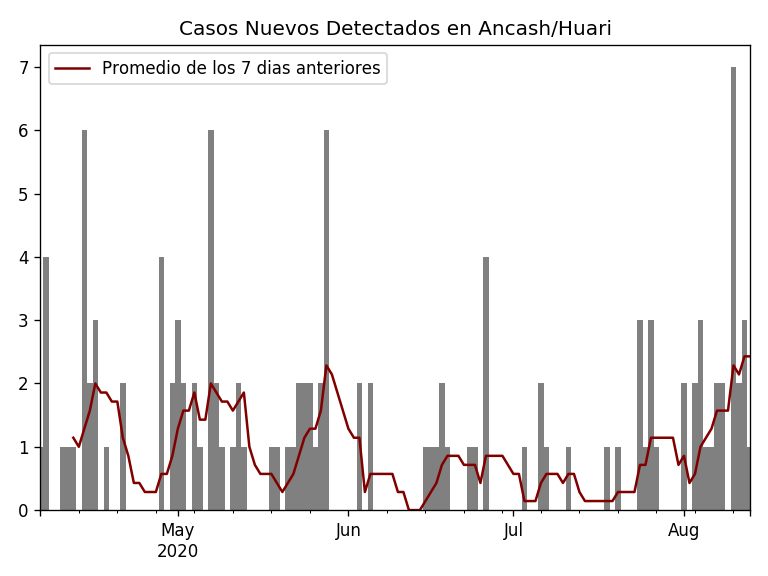 Casos Nuevos Detectados en Ancash/Huari
Promedio de los 7 dias anteriores
7
6
5
4
3
2
1
0
May
2020
Jun
Jul
Aug